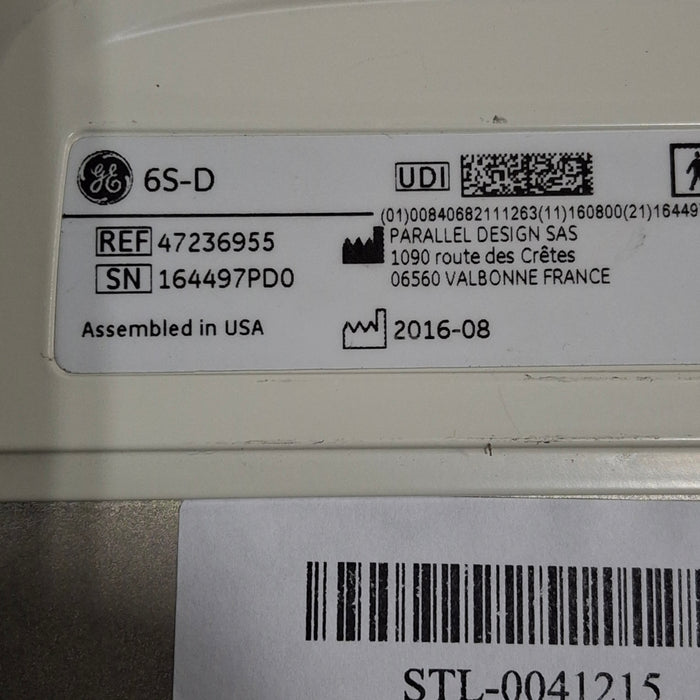 GE 6S-D
UDI
(01)00840682111263(11)160800(21)16449
REF 47236955
PARALLEL DESIGN SAS
1090 route des Crêtes
SN 164497PD0
06560 VALBONNE FRANCE
Assembled in USA
2016-08
STL-0041215